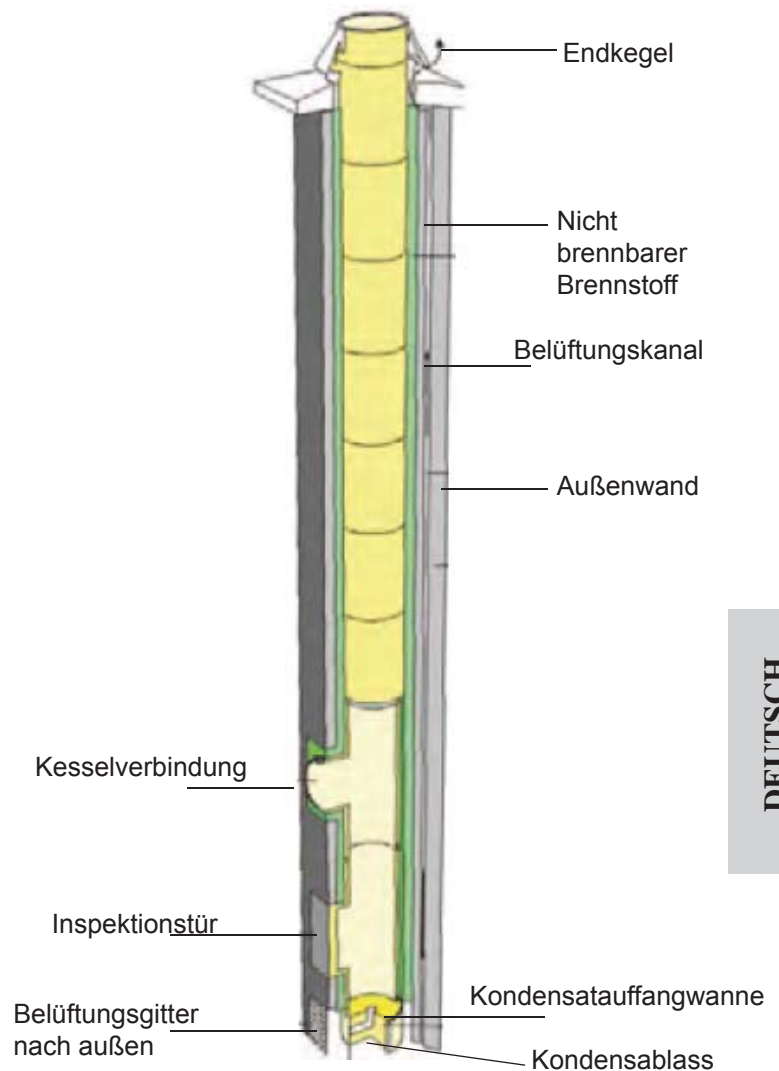 Endkegel
Nicht
brennbarer
Brennstoff
Belüftungskanal
Außenwand
DEUTSCH
Kesselverbindung
Inspektionstür
Kondensatauffangwanne
Belüftungsgitter
nach außen
Kondensablass